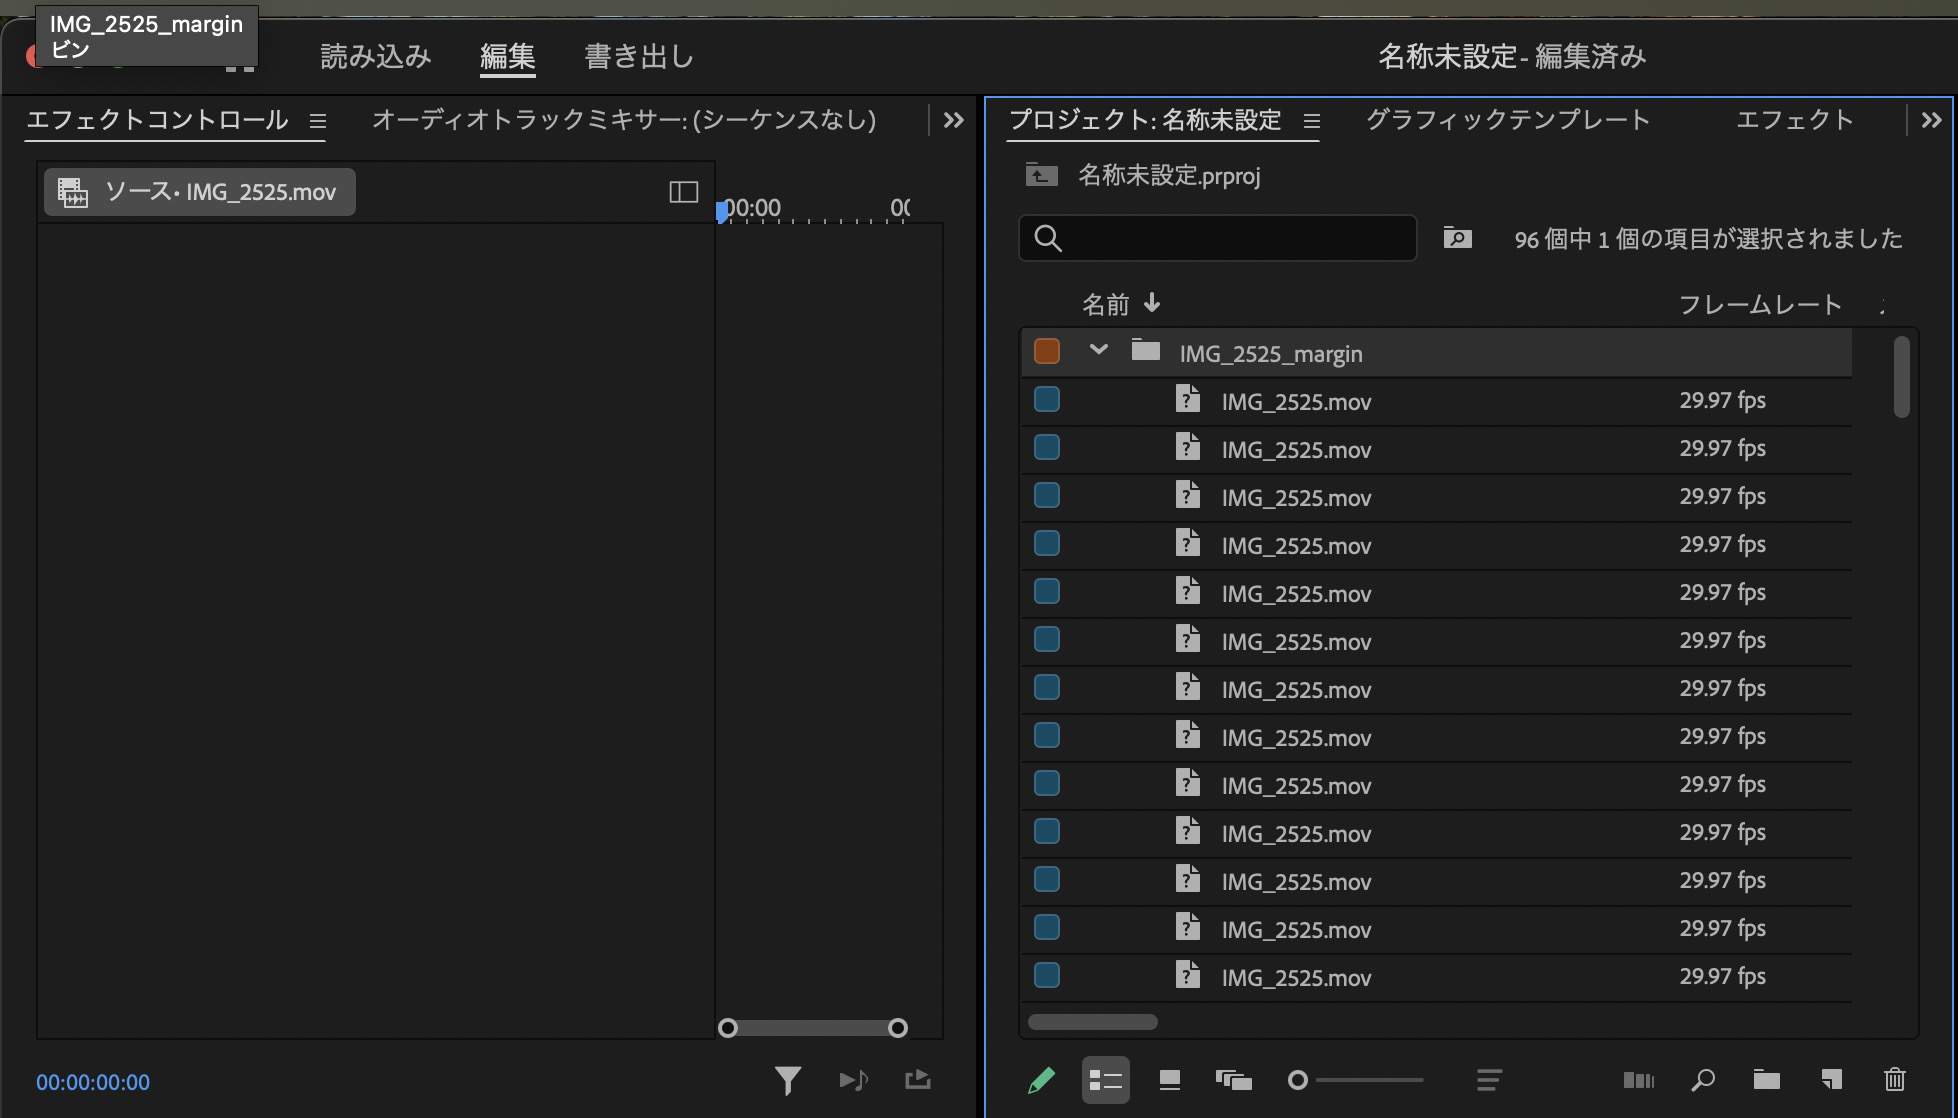 IMG_2525_margin
ビン
読み込み 編集 書き出し
名称未設定 - 編集済み
エフェクトコントロール
オーディオトラックミキサー: (シーケンスなし)
プロジェクト: 名称未設定
グラフィックテンプレート
エフェクト
ソース・IMG_2525.mov
00:00
00
名称未設定.prproj
96 個中 1 個の項目が選択されました
名前 フレームレート
IMG_2525_margin
IMG_2525.mov 29.97 fps
IMG_2525.mov 29.97 fps
IMG_2525.mov 29.97 fps
IMG_2525.mov 29.97 fps
IMG_2525.mov 29.97 fps
IMG_2525.mov 29.97 fps
IMG_2525.mov 29.97 fps
IMG_2525.mov 29.97 fps
IMG_2525.mov 29.97 fps
IMG_2525.mov 29.97 fps
IMG_2525.mov 29.97 fps
IMG_2525.mov 29.97 fps
IMG_2525.mov 29.97 fps
00:00:00:00